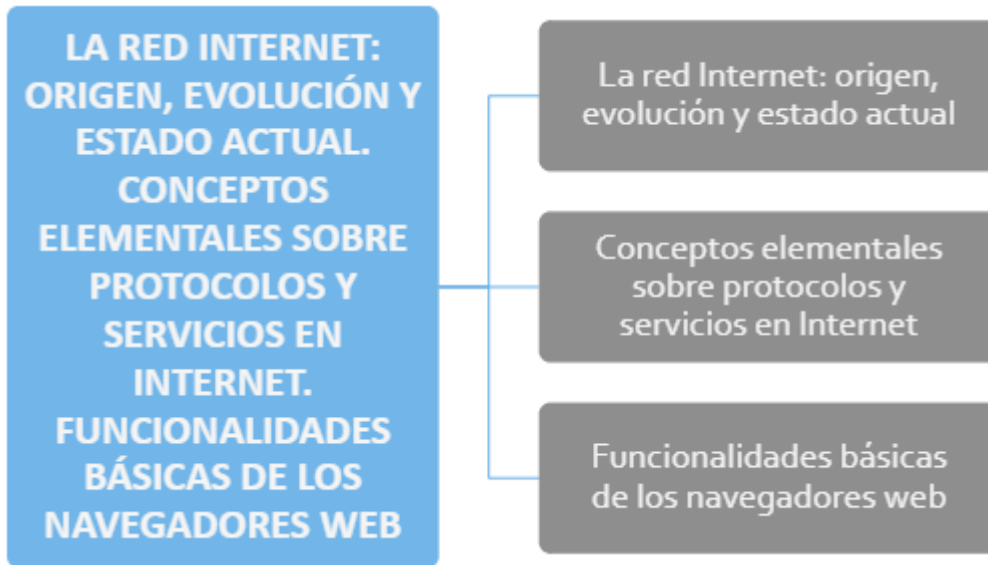 LA RED INTERNET:
ORIGEN, EVOLUCIÓN Y
ESTADO ACTUAL.
CONCEPTOS
ELEMENTALES SOBRE
PROTOCOLOS Y
SERVICIOS EN
INTERNET.
FUNCIONALIDADES
BÁSICAS DE LOS
NAVEGADORES WEB
La red Internet: origen,
evolución y estado actual
Conceptos elementales
sobre protocolos y
servicios en Internet
Funcionalidades básicas
de los navegadores web